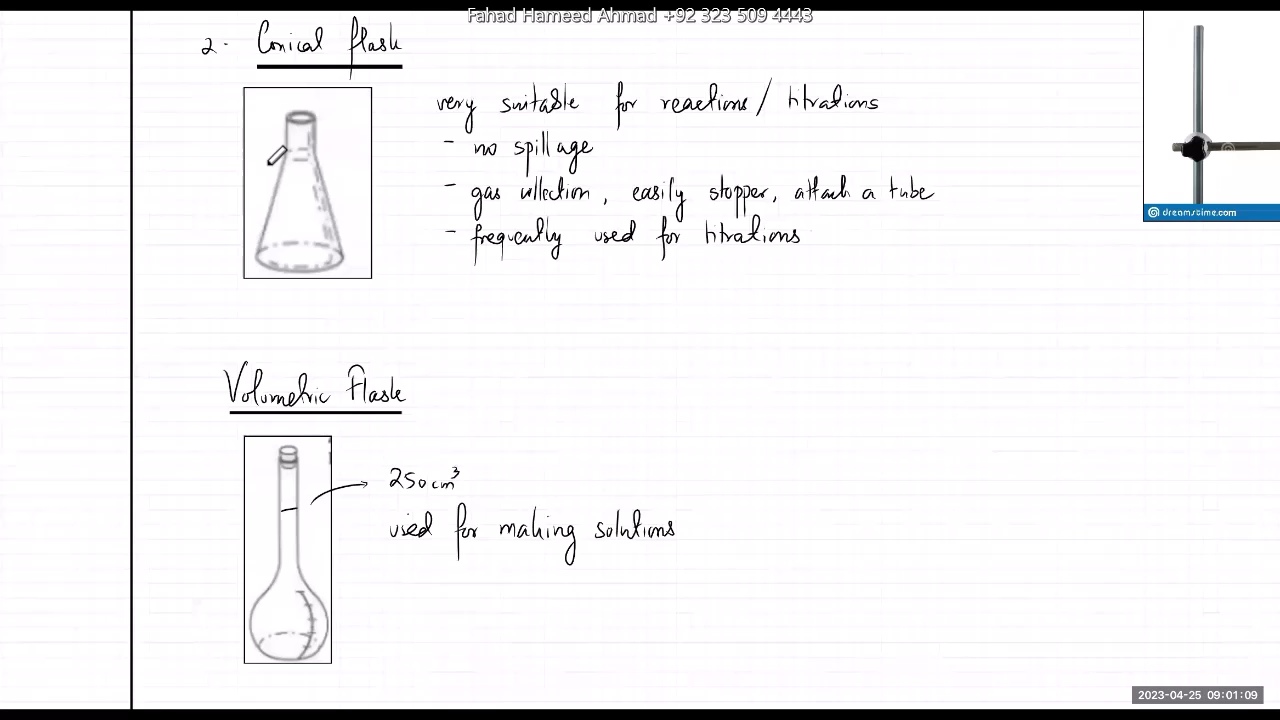 Fahad Hameed Ahmad +92 323 509 4443
2. Conical flask
very suitable for reactions / titrations
- no spillage
- gas collection, easily stopper, attach a tube
- frequently used for titrations
dreamstime.com
Volumetric Flask
250 cm³
used for making solutions
2023-04-25 09:01:09